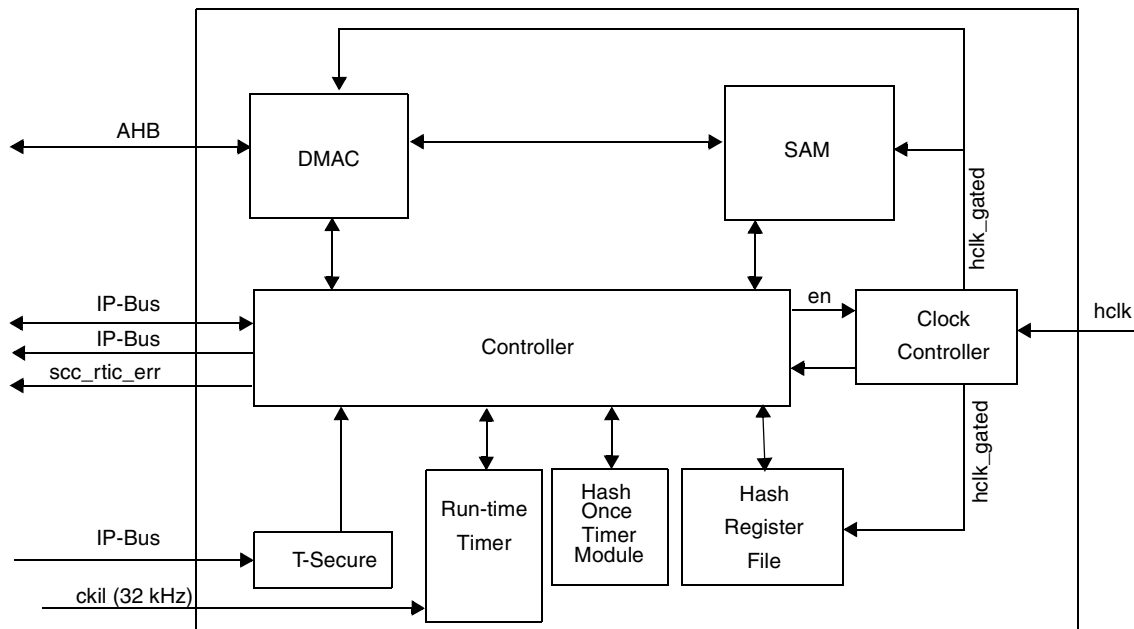 AHB
DMAC
SAM
hclk_gated
IP-Bus
IP-Bus
scc_rtic_err
Controller
en
Clock
Controller
hclk
hclk_gated
IP-Bus
T-Secure
ckil (32 kHz)
Run-time
Timer
Hash
Once
Timer
Module
Hash
Register
File